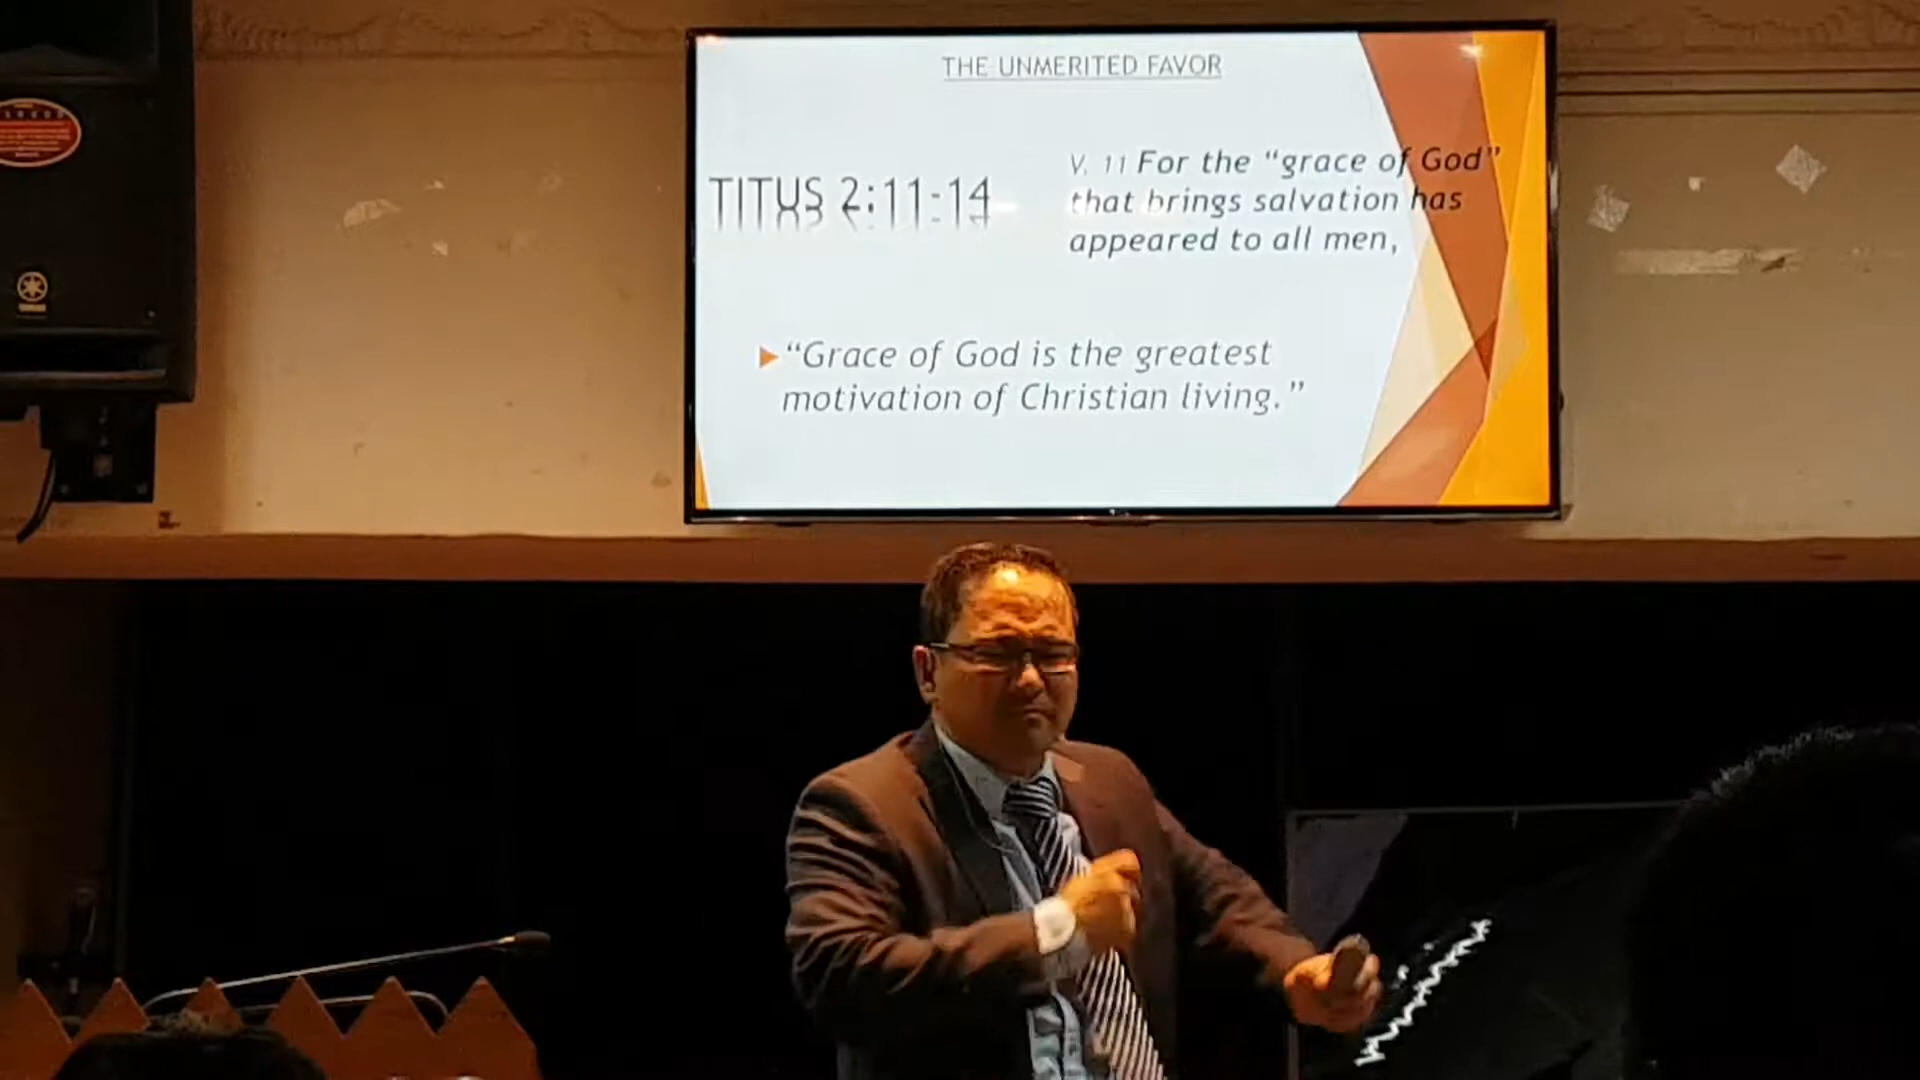 THE UNMERITED FAVOR
TITUS 2:11-14
V. 11 For the “grace of God”
that brings salvation has
appeared to all men,
“Grace of God is the greatest
motivation of Christian living.”